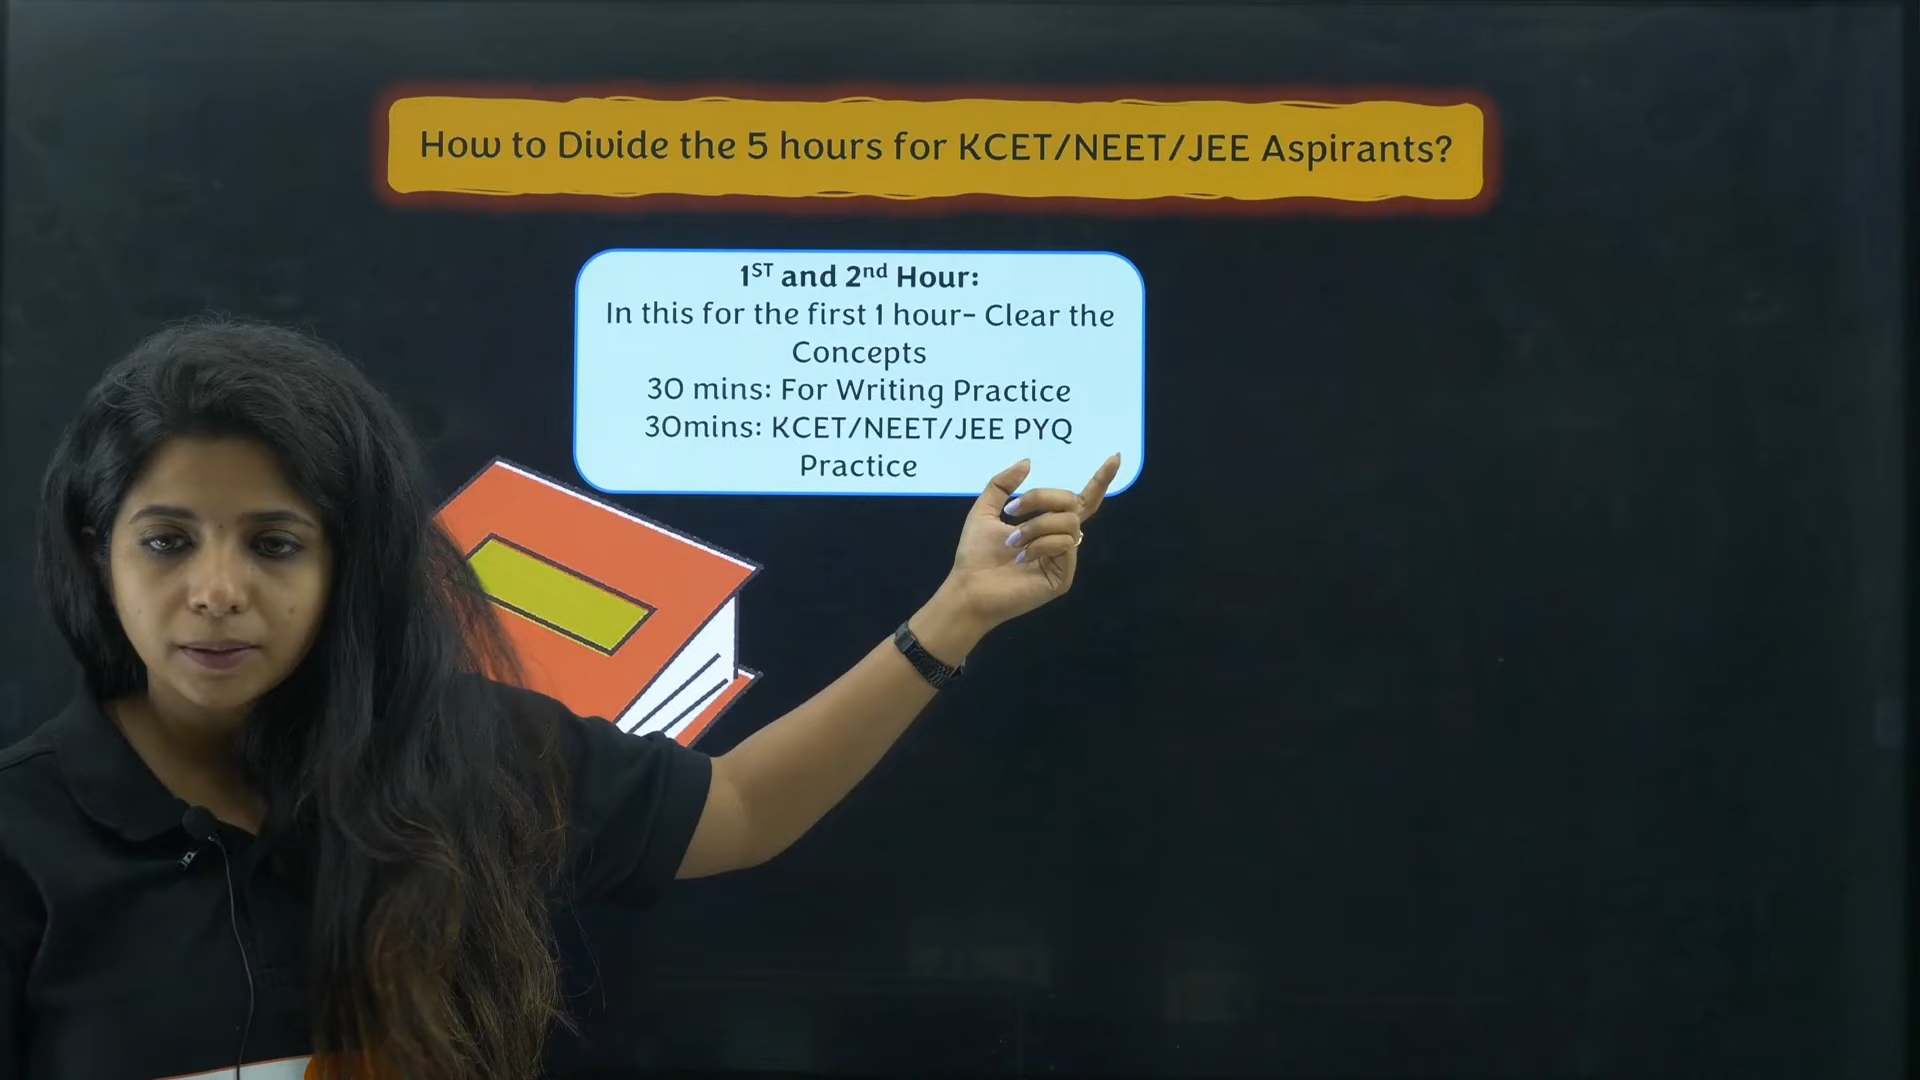 How to Divide the 5 hours for KCET/NEET/JEE Aspirants?
1ST and 2nd Hour:
In this for the first 1 hour- Clear the
Concepts
30 mins: For Writing Practice
30mins: KCET/NEET/JEE PYQ
Practice